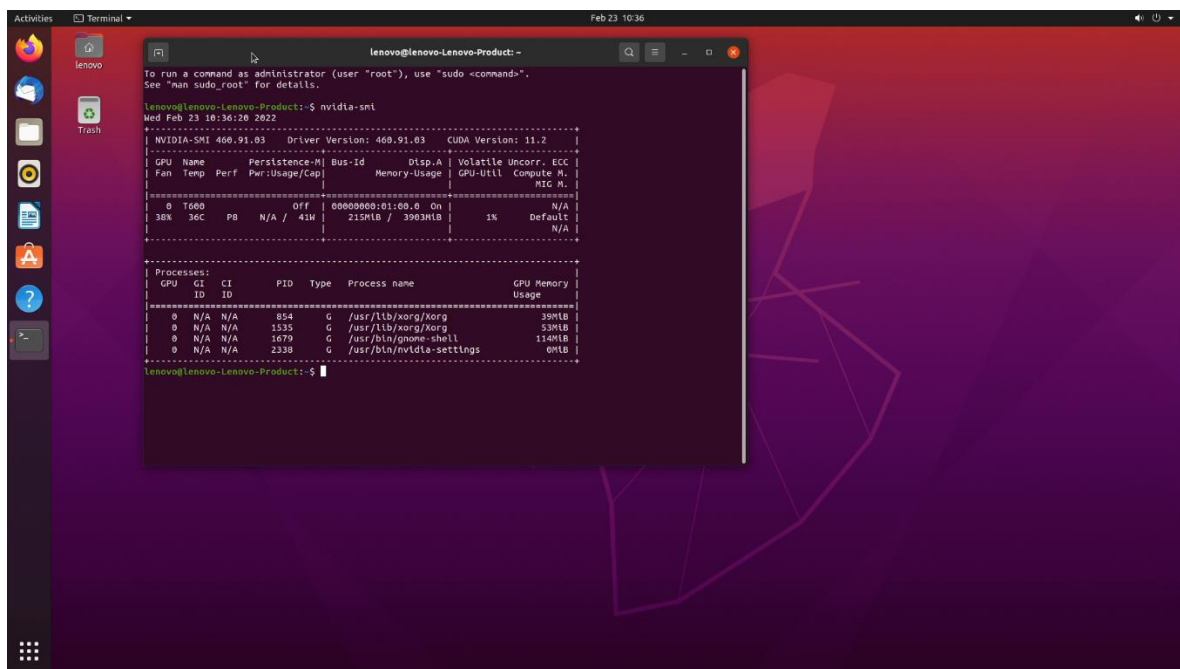 Activities Terminal Feb 23 10:36
lenovo
Trash
lenovo@lenovo-Lenovo-Product: ~
To run a command as administrator (user "root"), use "sudo <command>".
See "man sudo_root" for details.
lenovo@lenovo-Lenovo-Product:~$ nvidia-smi
Wed Feb 23 10:36:20 2022
+-----------------------------------------------------------------------------+
| NVIDIA-SMI 460.91.03    Driver Version: 460.91.03    CUDA Version: 11.2     |
|-------------------------------+----------------------+----------------------+
| GPU  Name        Persistence-M| Bus-Id        Disp.A | Volatile Uncorr. ECC |
| Fan  Temp  Perf  Pwr:Usage/Cap|         Memory-Usage | GPU-Util  Compute M. |
|                               |                      |               MIG M. |
|===============================+======================+======================|
|   0  T600                Off  | 00000000:01:00.0  On |                  N/A |
| 38%   36C    P8    N/A /  41W |    215MiB /  3903MiB |      1%      Default |
|                               |                      |                  N/A |
+-------------------------------+----------------------+----------------------+
+-----------------------------------------------------------------------------+
| Processes:                                                                  |
|  GPU   GI   CI        PID   Type   Process name                  GPU Memory |
|        ID   ID                                                   Usage      |
|=============================================================================|
|    0   N/A  N/A       854      G   /usr/lib/xorg/Xorg                 39MiB |
|    0   N/A  N/A      1535      G   /usr/lib/xorg/Xorg                 53MiB |
|    0   N/A  N/A      1679      G   /usr/bin/gnome-shell              114MiB |
|    0   N/A  N/A      2338      G   /usr/bin/nvidia-settings            0MiB |
+-----------------------------------------------------------------------------+
lenovo@lenovo-Lenovo-Product:~$